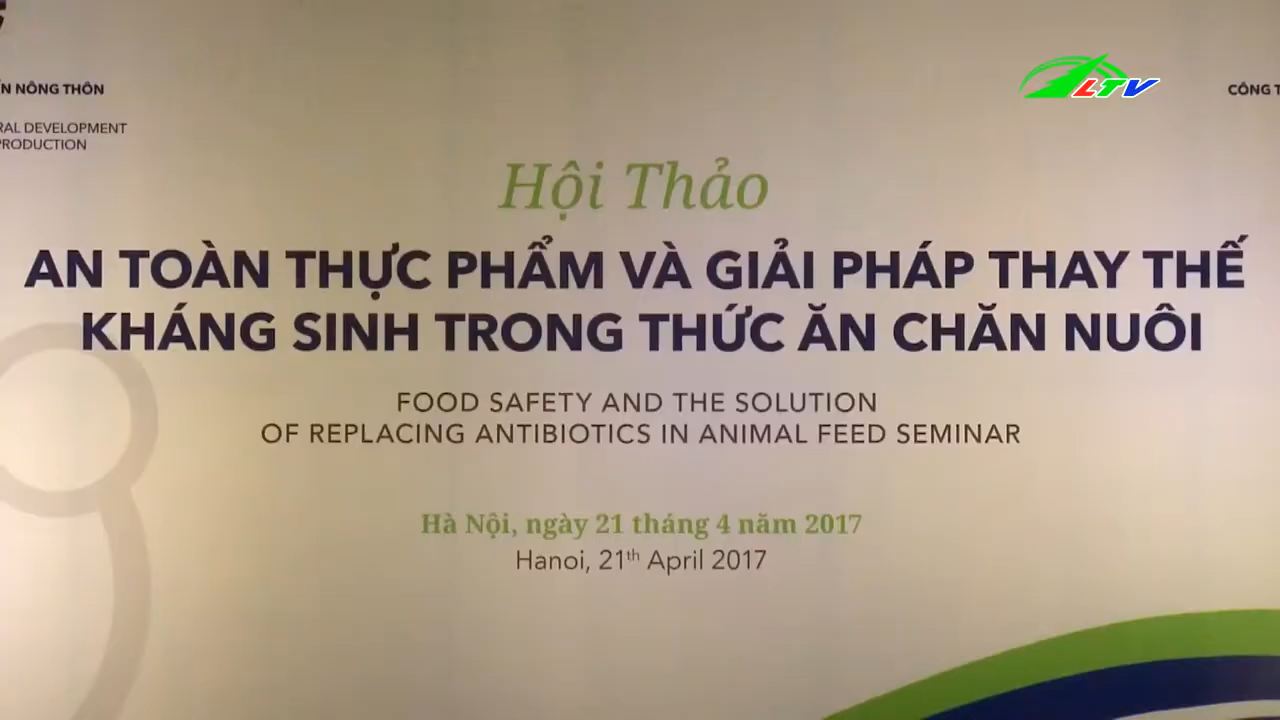 N NÔNG THÔN
RAL DEVELOPMENT
PRODUCTION
LTV
CÔNG T
Hội Thảo
AN TOÀN THỰC PHẨM VÀ GIẢI PHÁP THAY THẾ
KHÁNG SINH TRONG THỨC ĂN CHĂN NUÔI
FOOD SAFETY AND THE SOLUTION
OF REPLACING ANTIBIOTICS IN ANIMAL FEED SEMINAR
Hà Nội, ngày 21 tháng 4 năm 2017
Hanoi, 21th April 2017